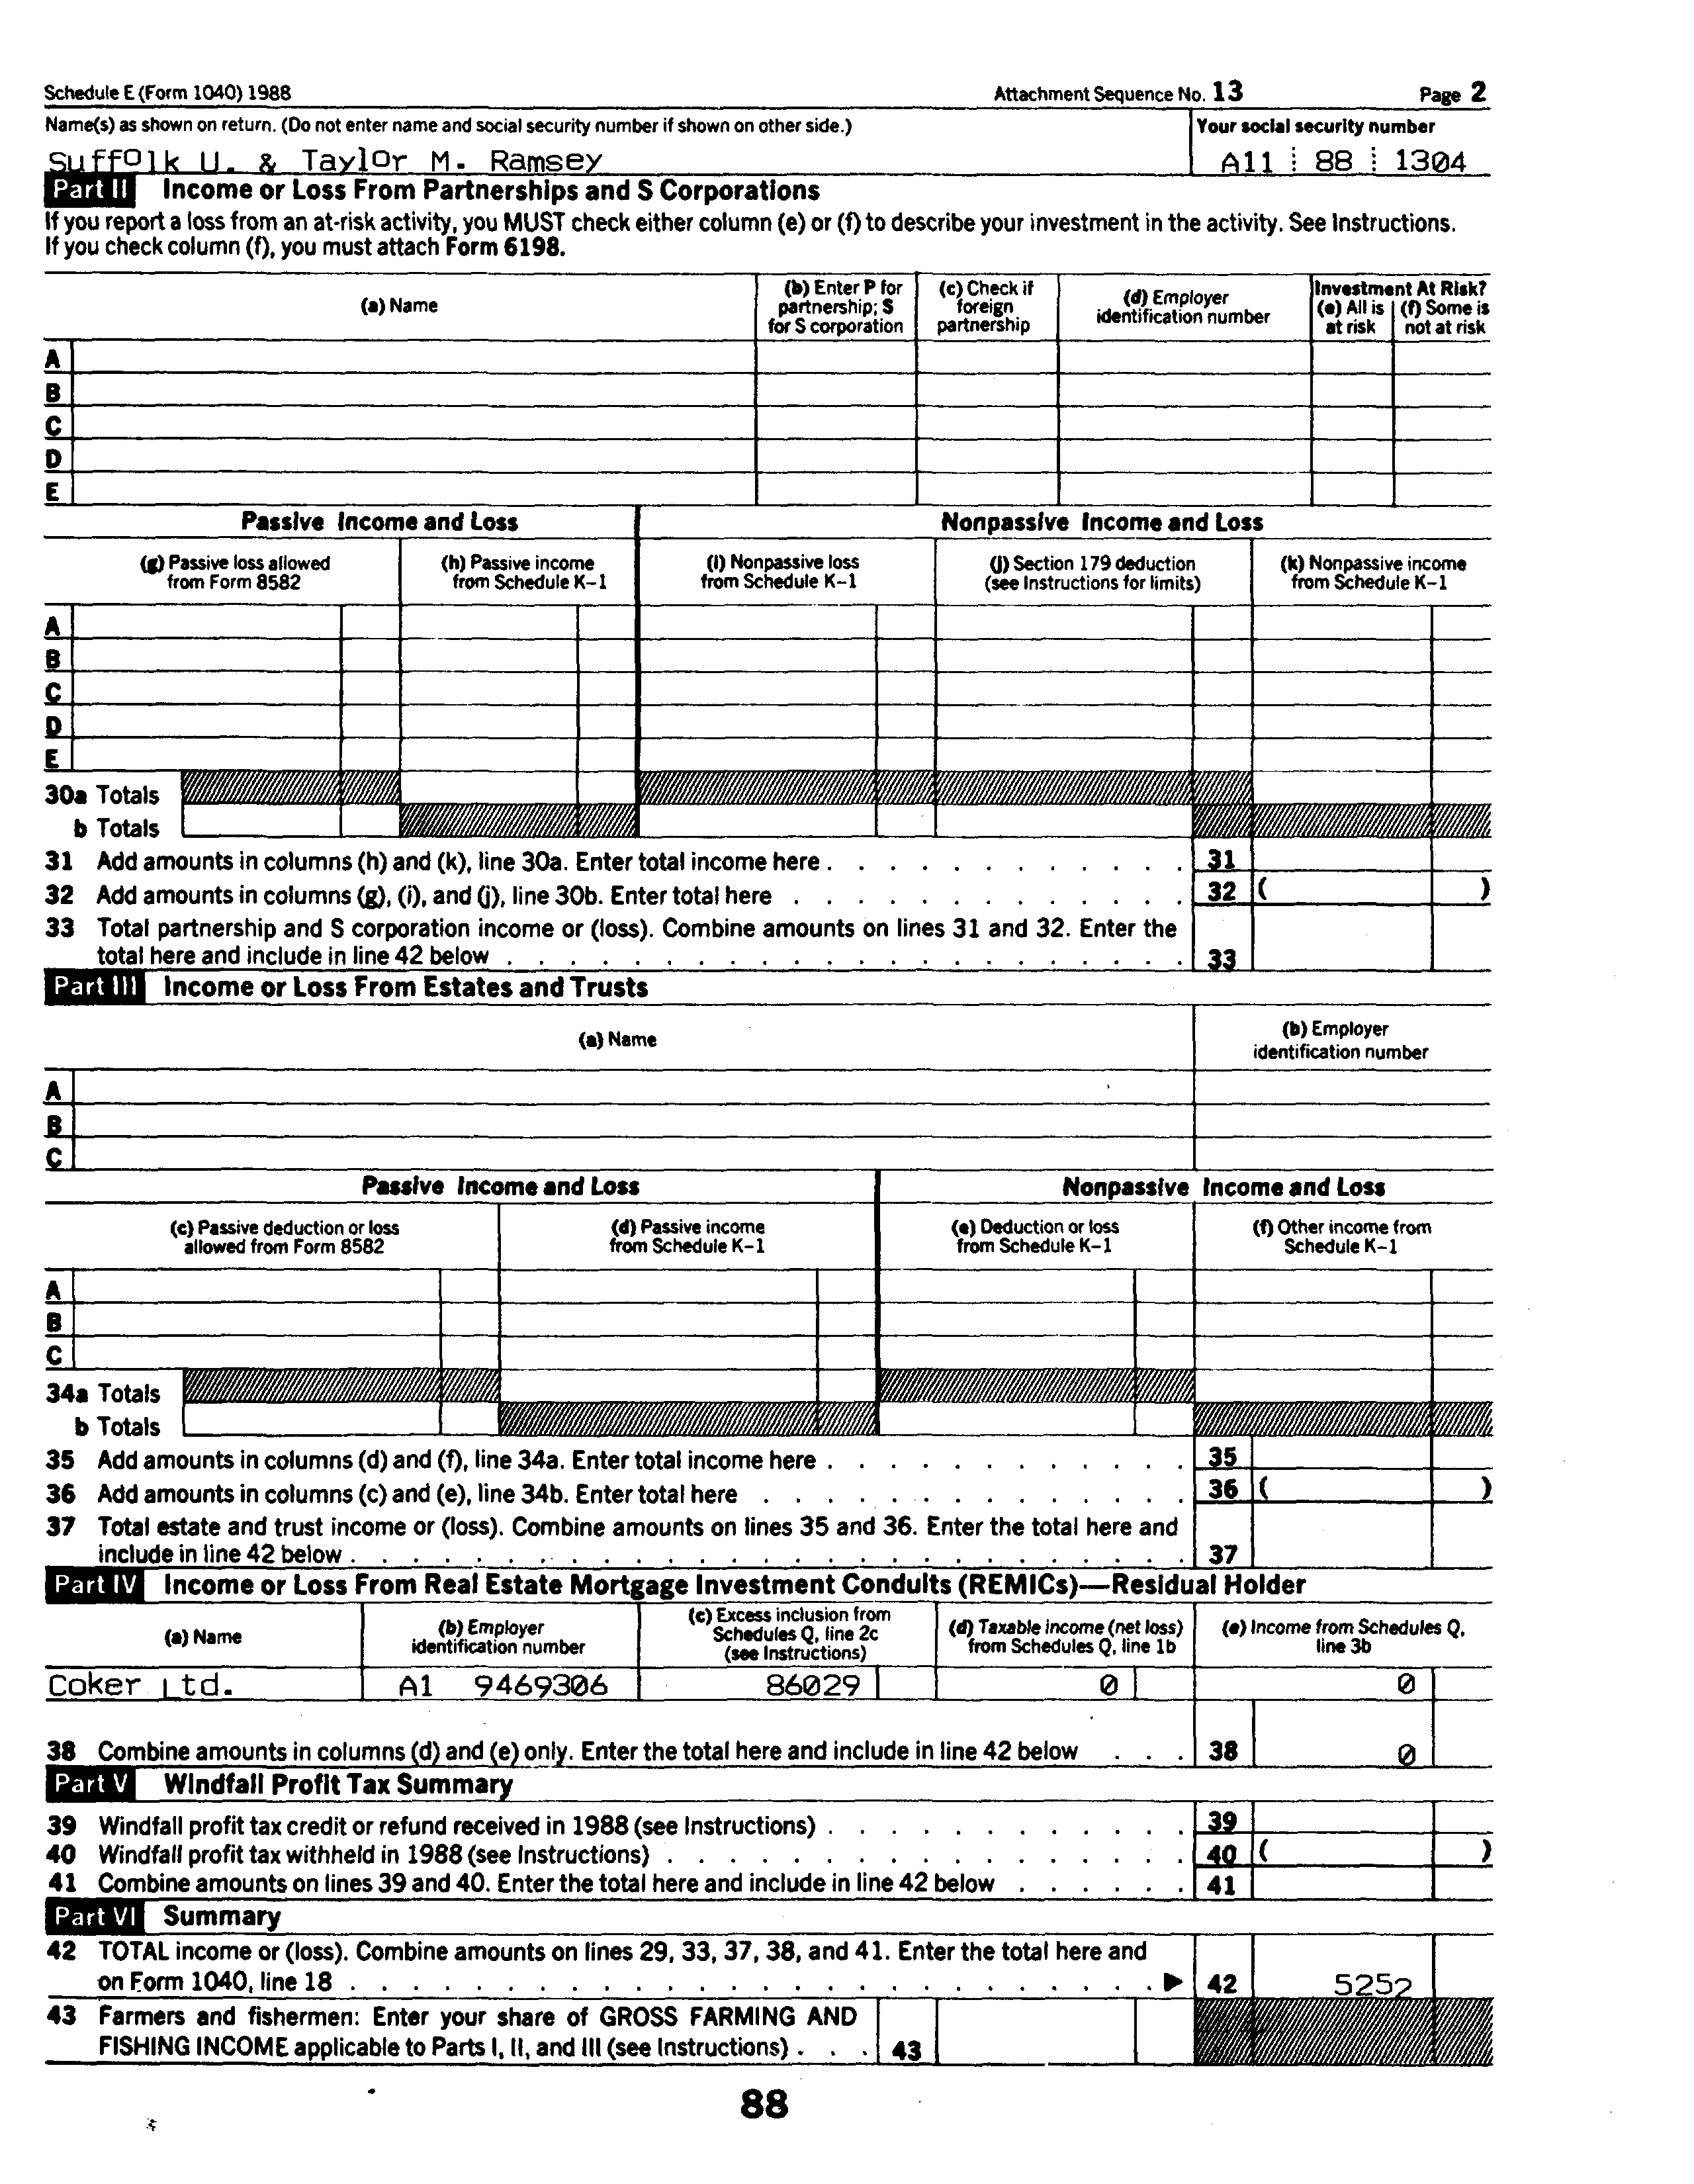 Schedule E (Form 1040) 1988 Attachment Sequence No. 13 Page 2
Name(s) as shown on return. (Do not enter name and social security number if shown on other side.) Your social security number
Suffolk U. & Taylor M. Ramsey A11 88 1304
Part II Income or Loss From Partnerships and S Corporations
If you report a loss from an at-risk activity, you MUST check either column (e) or (f) to describe your investment in the activity. See Instructions.
If you check column (f), you must attach Form 6198.
(a) Name (b) Enter P for partnership; S for S corporation (c) Check if foreign partnership (d) Employer identification number Investment At Risk? (e) All is at risk (f) Some is not at risk
A
B
C
D
E
Passive Income and Loss Nonpassive Income and Loss
(g) Passive loss allowed from Form 8582 (h) Passive income from Schedule K-1 (i) Nonpassive loss from Schedule K-1 (j) Section 179 deduction (see Instructions for limits) (k) Nonpassive income from Schedule K-1
A
B
C
D
E
30a Totals
b Totals
31 Add amounts in columns (h) and (k), line 30a. Enter total income here . . . . . . . . . . . . 31
32 Add amounts in columns (g), (i), and (j), line 30b. Enter total here . . . . . . . . . . . . . 32 ( )
33 Total partnership and S corporation income or (loss). Combine amounts on lines 31 and 32. Enter the
total here and include in line 42 below . . . . . . . . . . . . . . . . . . . . . . 33
Part III Income or Loss From Estates and Trusts
(a) Name (b) Employer identification number
A
B
C
Passive Income and Loss Nonpassive Income and Loss
(c) Passive deduction or loss allowed from Form 8582 (d) Passive income from Schedule K-1 (e) Deduction or loss from Schedule K-1 (f) Other income from Schedule K-1
A
B
C
34a Totals
b Totals
35 Add amounts in columns (d) and (f), line 34a. Enter total income here . . . . . . . . . . . . 35
36 Add amounts in columns (c) and (e), line 34b. Enter total here . . . . . . . . . . . . . . 36 ( )
37 Total estate and trust income or (loss). Combine amounts on lines 35 and 36. Enter the total here and
include in line 42 below . . . . . . . . . . . . . . . . . . . . . . . . . . . 37
Part IV Income or Loss From Real Estate Mortgage Investment Conduits (REMICs)—Residual Holder
(a) Name (b) Employer identification number (c) Excess inclusion from Schedules Q, line 2c (see Instructions) (d) Taxable income (net loss) from Schedules Q, line 1b (e) Income from Schedules Q, line 3b
Coker Ltd. A1 9469306 86029 0 0
38 Combine amounts in columns (d) and (e) only. Enter the total here and include in line 42 below . . . 38 0
Part V Windfall Profit Tax Summary
39 Windfall profit tax credit or refund received in 1988 (see Instructions) . . . . . . . . . . . . 39
40 Windfall profit tax withheld in 1988 (see Instructions) . . . . . . . . . . . . . . . . . 40 ( )
41 Combine amounts on lines 39 and 40. Enter the total here and include in line 42 below . . . . . . 41
Part VI Summary
42 TOTAL income or (loss). Combine amounts on lines 29, 33, 37, 38, and 41. Enter the total here and
on Form 1040, line 18 . . . . . . . . . . . . . . . . . . . . . . . . . . ▶ 42 5252
43 Farmers and fishermen: Enter your share of GROSS FARMING AND
FISHING INCOME applicable to Parts I, II, and III (see Instructions) . . . 43
88